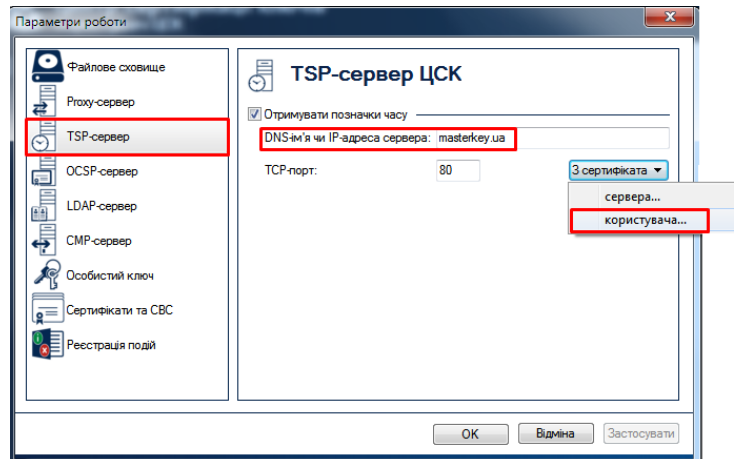 Параметри роботи
Файлове сховище
Proxy-сервер
TSP-сервер
OCSP-сервер
LDAP-сервер
CMP-сервер
Особистий ключ
Сертифікати та СВС
Реєстрація подій
TSP-сервер ЦСК
Отримувати позначки часу
DNS-ім'я чи IP-адреса сервера: masterkey.ua
TCP-порт: 80 З сертифіката
сервера...
користувача...
OK Відміна Застосувати